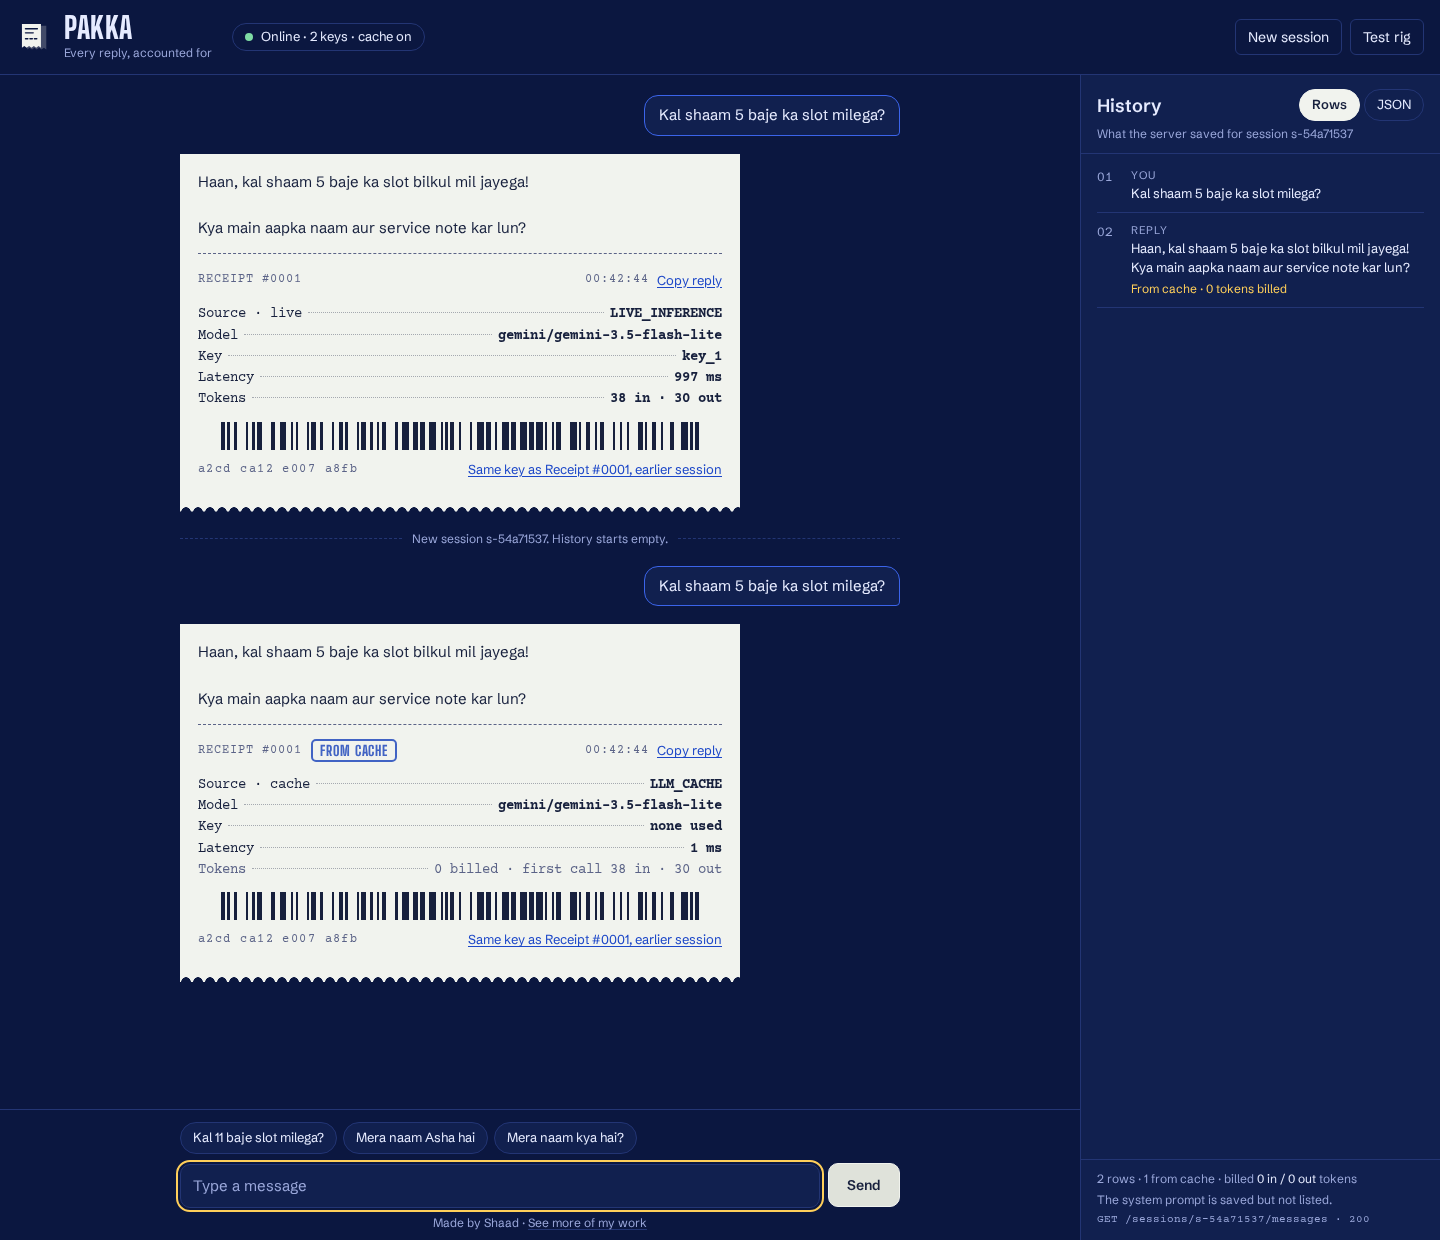 PAKKA
Every reply, accounted for
Online · 2 keys · cache on
New session
Test rig
Kal shaam 5 baje ka slot milega?
Haan, kal shaam 5 baje ka slot bilkul mil jayega!
Kya main aapka naam aur service note kar lun?
RECEIPT #0001 00:42:44 Copy reply
Source · live LIVE_INFERENCE
Model gemini/gemini-3.5-flash-lite
Key key_1
Latency 997 ms
Tokens 38 in · 30 out
a2cd ca12 e007 a8fb Same key as Receipt #0001, earlier session
New session s-54a71537. History starts empty.
Kal shaam 5 baje ka slot milega?
Haan, kal shaam 5 baje ka slot bilkul mil jayega!
Kya main aapka naam aur service note kar lun?
RECEIPT #0001 FROM CACHE 00:42:44 Copy reply
Source · cache LLM_CACHE
Model gemini/gemini-3.5-flash-lite
Key none used
Latency 1 ms
Tokens 0 billed · first call 38 in · 30 out
a2cd ca12 e007 a8fb Same key as Receipt #0001, earlier session
Kal 11 baje slot milega?
Mera naam Asha hai
Mera naam kya hai?
Type a message
Send
Made by Shaad · See more of my work
History
Rows
JSON
What the server saved for session s-54a71537
01 YOU
Kal shaam 5 baje ka slot milega?
02 REPLY
Haan, kal shaam 5 baje ka slot bilkul mil jayega!
Kya main aapka naam aur service note kar lun?
From cache · 0 tokens billed
2 rows · 1 from cache · billed 0 in / 0 out tokens
The system prompt is saved but not listed.
GET /sessions/s-54a71537/messages · 200